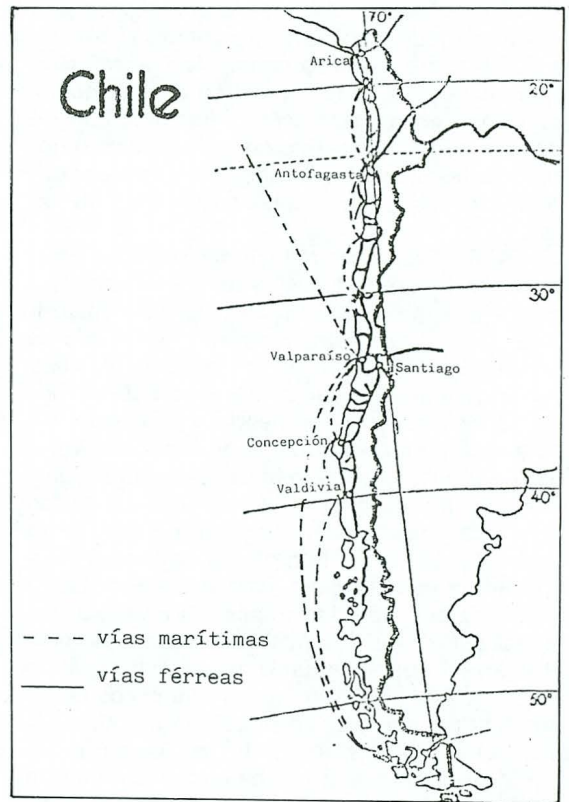 70°
Arica
Chile
20°
Antofagasta
30°
Valparaíso
Santiago
Concepción
Valdivia
40°
vías marítimas
vías férreas
50°